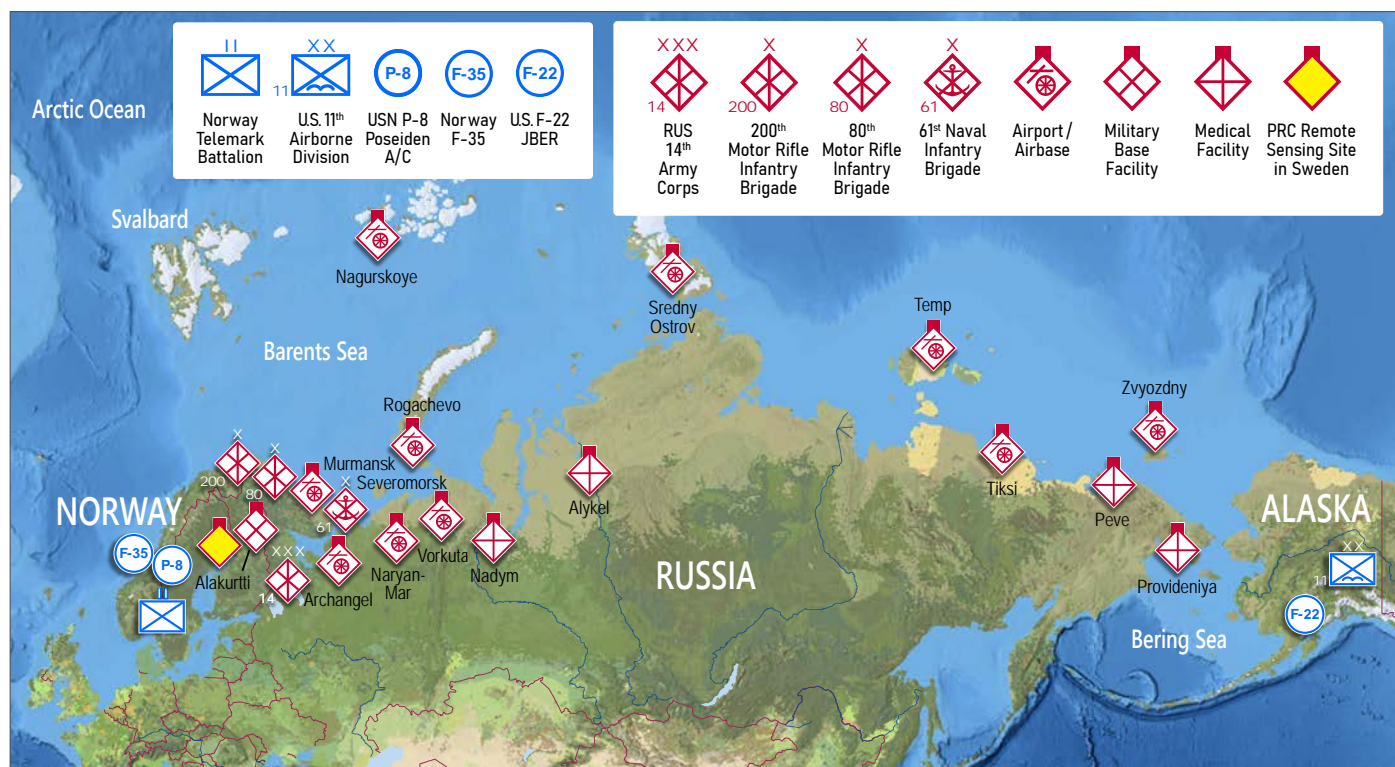 II
XX
11
P-8
F-35
F-22
Norway
Telemark
Battalion
U.S. 11th
Airborne
Division
USN P-8
Poseiden
A/C
Norway
F-35
U.S. F-22
JBER
XXX
14
X
200
X
80
X
61
RUS
14th
Army
Corps
200th
Motor Rifle
Infantry
Brigade
80th
Motor Rifle
Infantry
Brigade
61st Naval
Infantry
Brigade
Airport/
Airbase
Military
Base
Facility
Medical
Facility
PRC Remote
Sensing Site
in Sweden
Arctic Ocean
Svalbard
Nagurskoye
Sredny
Ostrov
Temp
Barents Sea
Zvyozdny
Rogachevo
X
200
X
80
Murmansk
Severomorsk
X
61
NORWAY
Alykel
Tiksi
Peve
ALASKA
F-35
P-8
II
Alakurtti
XXX
14
Archangel
Naryan-
Mar
Vorkuta
Nadym
RUSSIA
Provideniya
XX
11
F-22
Bering Sea